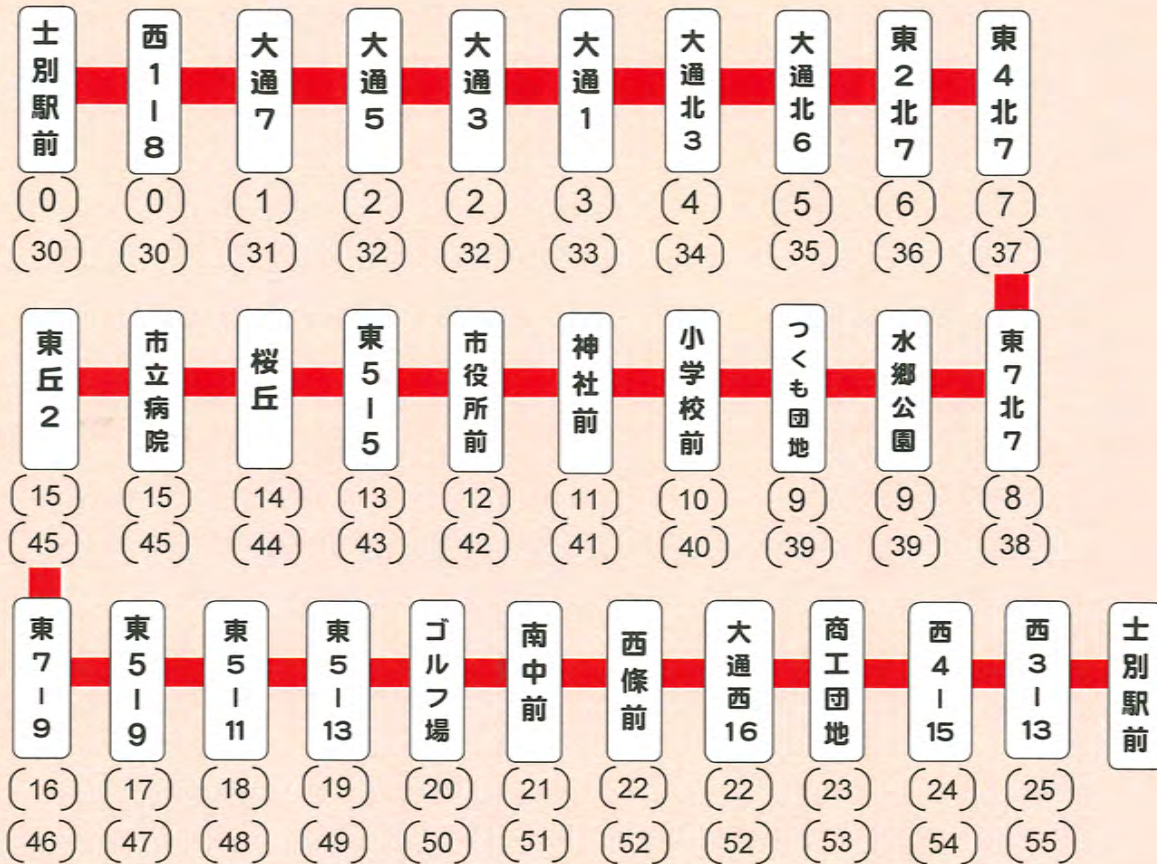 士別駅前 西1-8 大通7 大通5 大通3 大通1 大通北3 大通北6 東2北7 東4北7
(0) (0) (1) (2) (2) (3) (4) (5) (6) (7)
(30) (30) (31) (32) (32) (33) (34) (35) (36) (37)
東丘2 市立病院 桜丘 東5-5 市役所前 神社前 小学校前 つくも団地 水郷公園 東7北7
(15) (15) (14) (13) (12) (11) (10) (9) (9) (8)
(45) (45) (44) (43) (42) (41) (40) (39) (39) (38)
東7-9 東5-9 東5-11 東5-13 ゴルフ場 南中前 西條前 大通西16 商工団地 西4-15 西3-13 士別駅前
(16) (17) (18) (19) (20) (21) (22) (22) (23) (24) (25)
(46) (47) (48) (49) (50) (51) (52) (52) (53) (54) (55)